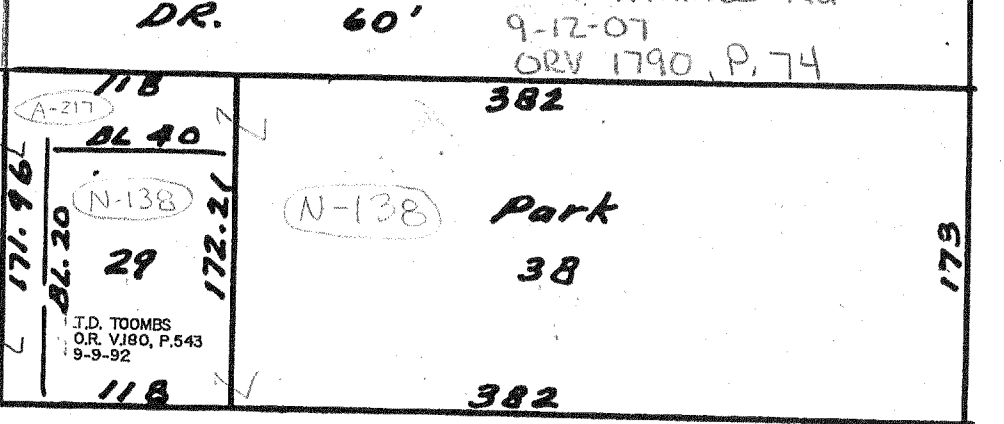 DR. 60'
9-12-07
ORV 1790, P. 74
118
382
A-217
BL 40
171.96
BL. 20
N-138
172.21
N-138
Park
173
29
38
T.D. TOOMBS
O.R. V.180, P.543
9-9-92
118
382